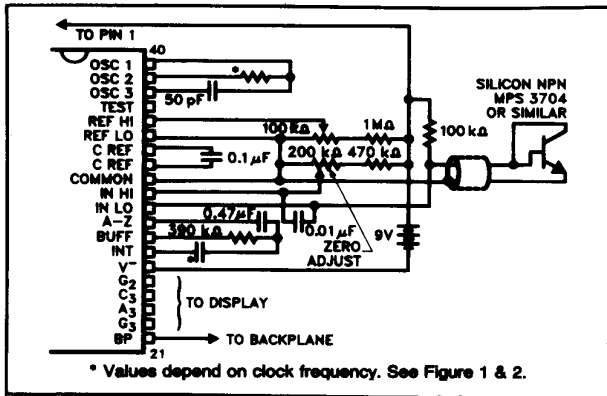 TO PIN 1
40
OSC 1
OSC 2
*
OSC 3
50 pF
TEST
REF HI
REF LO
100 kΩ
1MΩ
C REF
C REF
0.1 μF
200 kΩ
470 kΩ
100 kΩ
SILICON NPN
MPS 3704
OR SIMILAR
COMMON
IN HI
IN LO
A-Z
0.47μF
BUFF
390 kΩ
0.01 μF
INT
*
ZERO
ADJUST
9V
V-
G2
C3
A3
G3
TO DISPLAY
BP
TO BACKPLANE
21
* Values depend on clock frequency. See Figure 1 & 2.